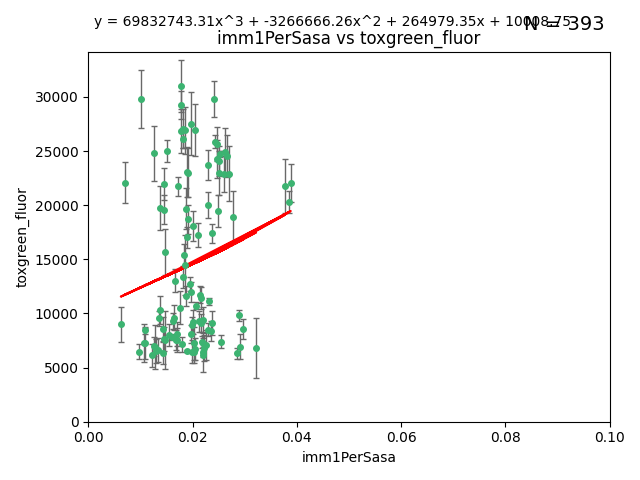 y = 69832743.31x^3 + -3266666.26x^2 + 264979.35x + 10008.75
N = 393
imm1PerSasa vs toxgreen_fluor
30000
25000
20000
15000
10000
5000
0
toxgreen_fluor
0.00 0.02 0.04 0.06 0.08 0.10
imm1PerSasa